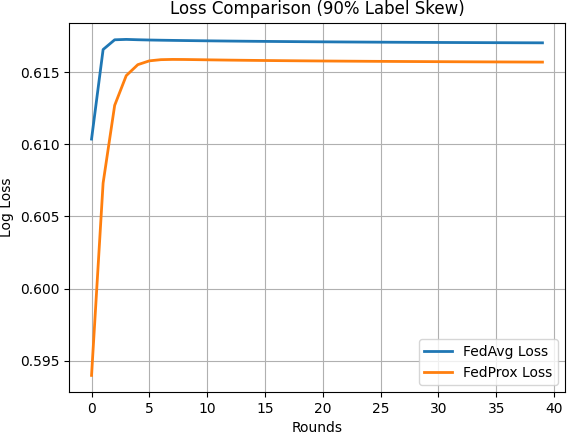 Loss Comparison (90% Label Skew)
Log Loss
0.615
0.610
0.605
0.600
0.595
0 5 10 15 20 25 30 35 40
Rounds
FedAvg Loss
FedProx Loss